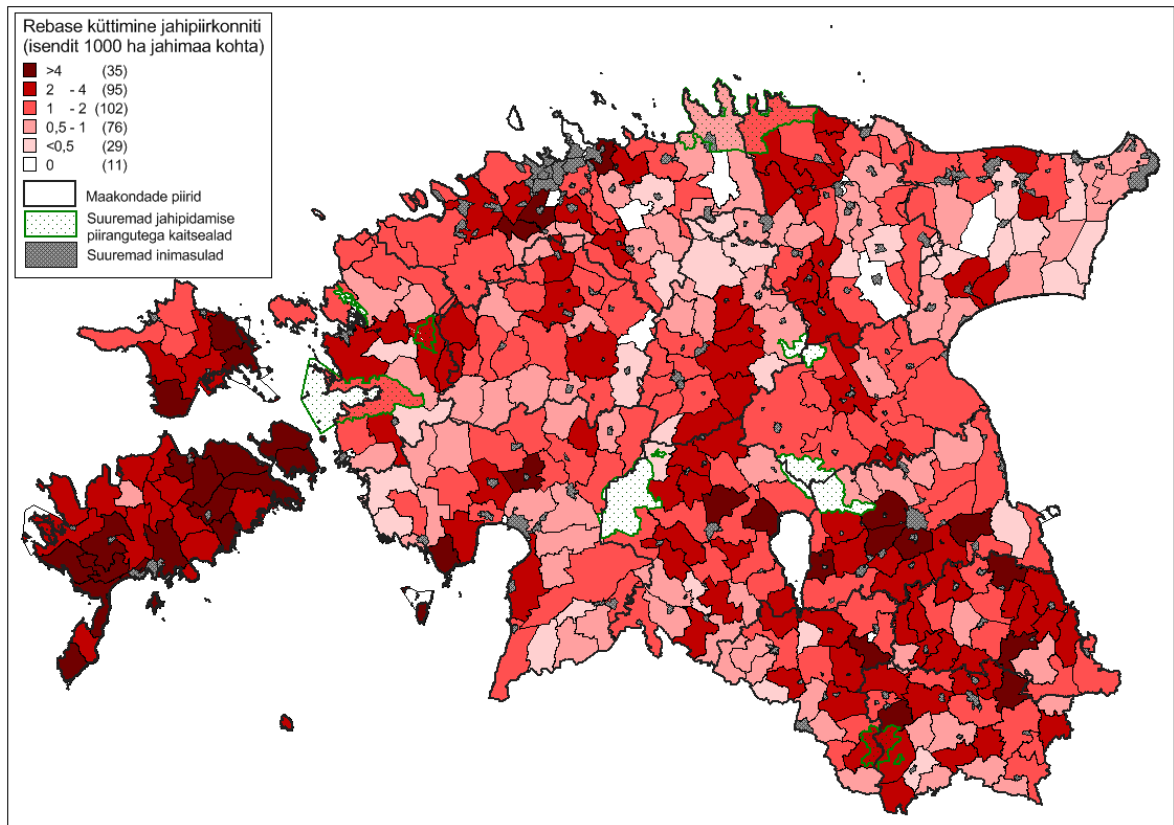 Rebase küttimine jahipiirkonniti
(isendit 1000 ha jahimaa kohta)
>4 (35)
2 - 4 (95)
1 - 2 (102)
0,5 - 1 (76)
<0,5 (29)
0 (11)
Maakondade piirid
Suuremad jahipidamise
piirangutega kaitsealad
Suuremad inimasulad